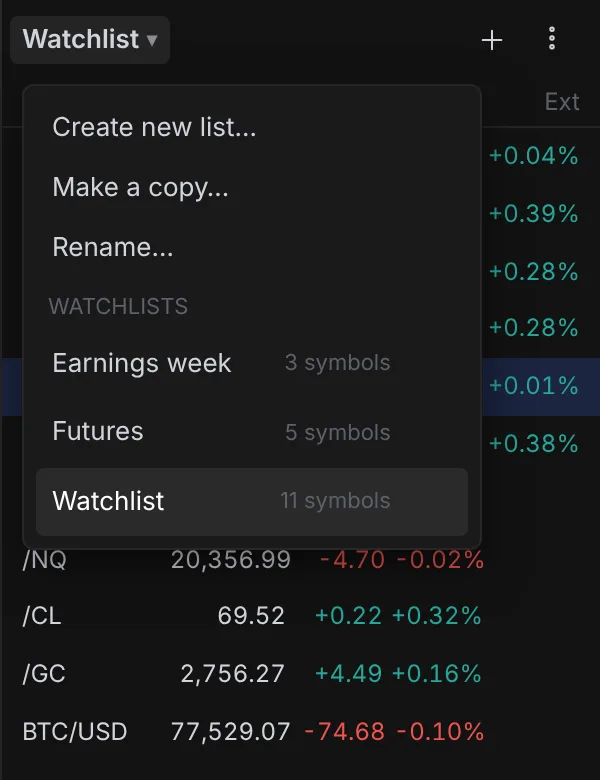 Watchlist ▾
Ext
Create new list...
+0.04%
Make a copy...
+0.39%
Rename...
+0.28%
WATCHLISTS
+0.28%
Earnings week 3 symbols
+0.01%
Futures 5 symbols
+0.38%
Watchlist 11 symbols
/NQ 20,356.99 -4.70 -0.02%
/CL 69.52 +0.22 +0.32%
/GC 2,756.27 +4.49 +0.16%
BTC/USD 77,529.07 -74.68 -0.10%